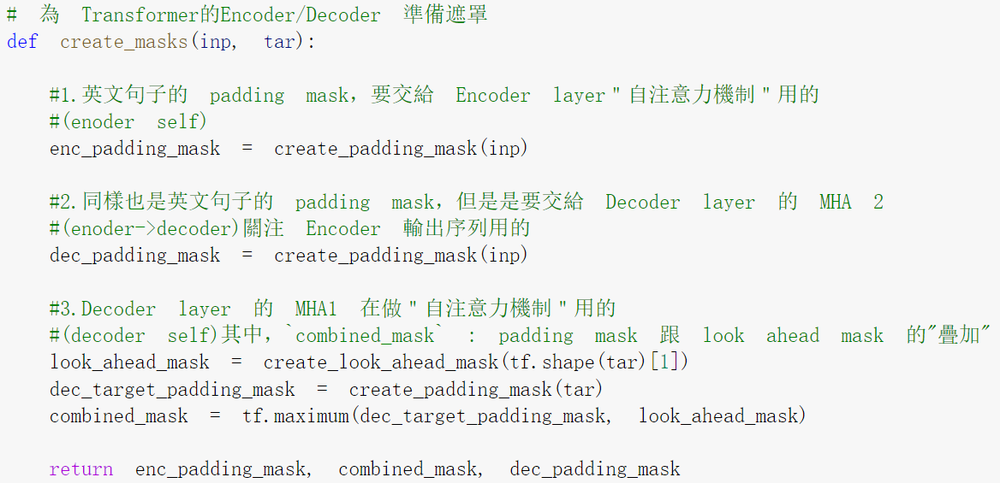 # 為 Transformer的Encoder/Decoder 準備遮罩
def create_masks(inp, tar):
#1.英文句子的 padding mask，要交給 Encoder layer＂自注意力機制＂用的
#(enoder self)
enc_padding_mask = create_padding_mask(inp)
#2.同樣也是英文句子的 padding mask，但是是要交給 Decoder layer 的 MHA 2
#(enoder->decoder)關注 Encoder 輸出序列用的
dec_padding_mask = create_padding_mask(inp)
#3.Decoder layer 的 MHA1 在做＂自注意力機制＂用的
#(decoder self)其中，`combined_mask` : padding mask 跟 look ahead mask 的"疊加"
look_ahead_mask = create_look_ahead_mask(tf.shape(tar)[1])
dec_target_padding_mask = create_padding_mask(tar)
combined_mask = tf.maximum(dec_target_padding_mask, look_ahead_mask)
return enc_padding_mask, combined_mask, dec_padding_mask